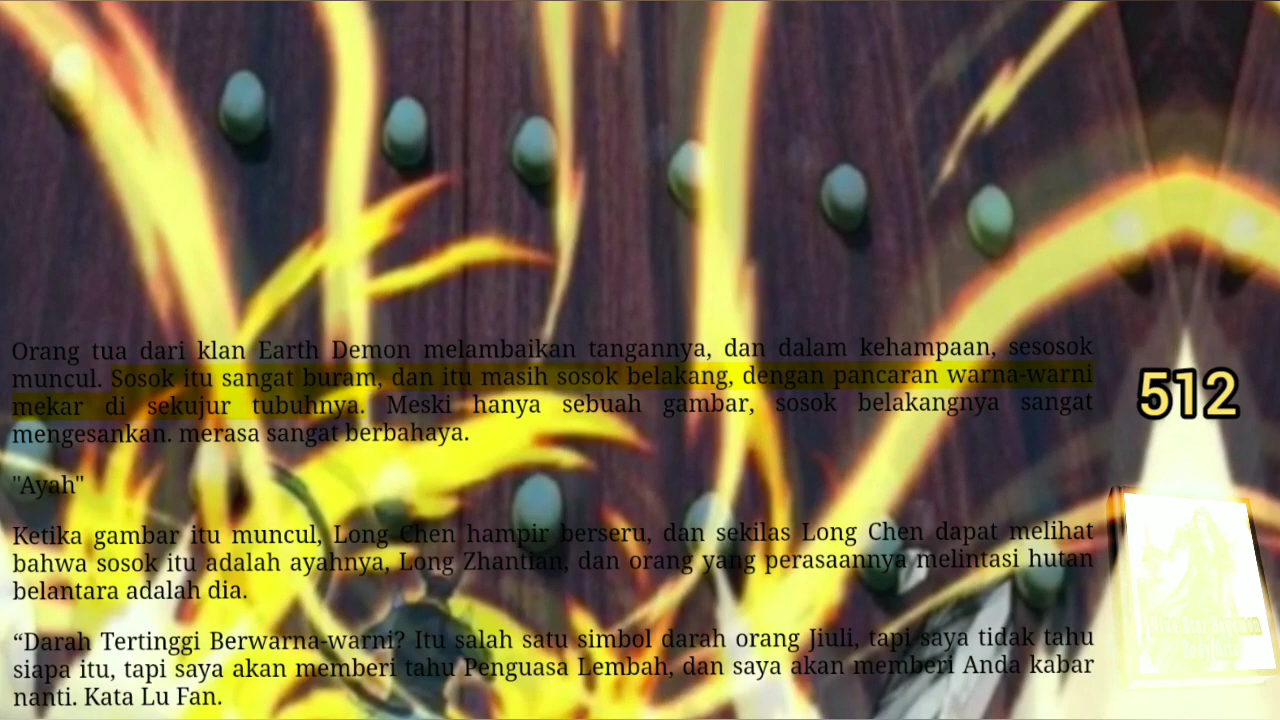 Orang tua dari klan Earth Demon melambaikan tangannya, dan dalam kehampaan, sesosok
muncul. Sosok itu sangat buram, dan itu masih sosok belakang, dengan pancaran warna-warni
mekar di sekujur tubuhnya. Meski hanya sebuah gambar, sosok belakangnya sangat
mengesankan. merasa sangat berbahaya.
"Ayah"
Ketika gambar itu muncul, Long Chen hampir berseru, dan sekilas Long Chen dapat melihat
bahwa sosok itu adalah ayahnya, Long Zhantian, dan orang yang perasaannya melintasi hutan
belantara adalah dia.
“Darah Tertinggi Berwarna-warni? Itu salah satu simbol darah orang Jiuli, tapi saya tidak tahu
siapa itu, tapi saya akan memberi tahu Penguasa Lembah, dan saya akan memberi Anda kabar
nanti. Kata Lu Fan.
512